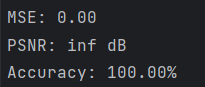 MSE: 0.00
PSNR: inf dB
Accuracy: 100.00%